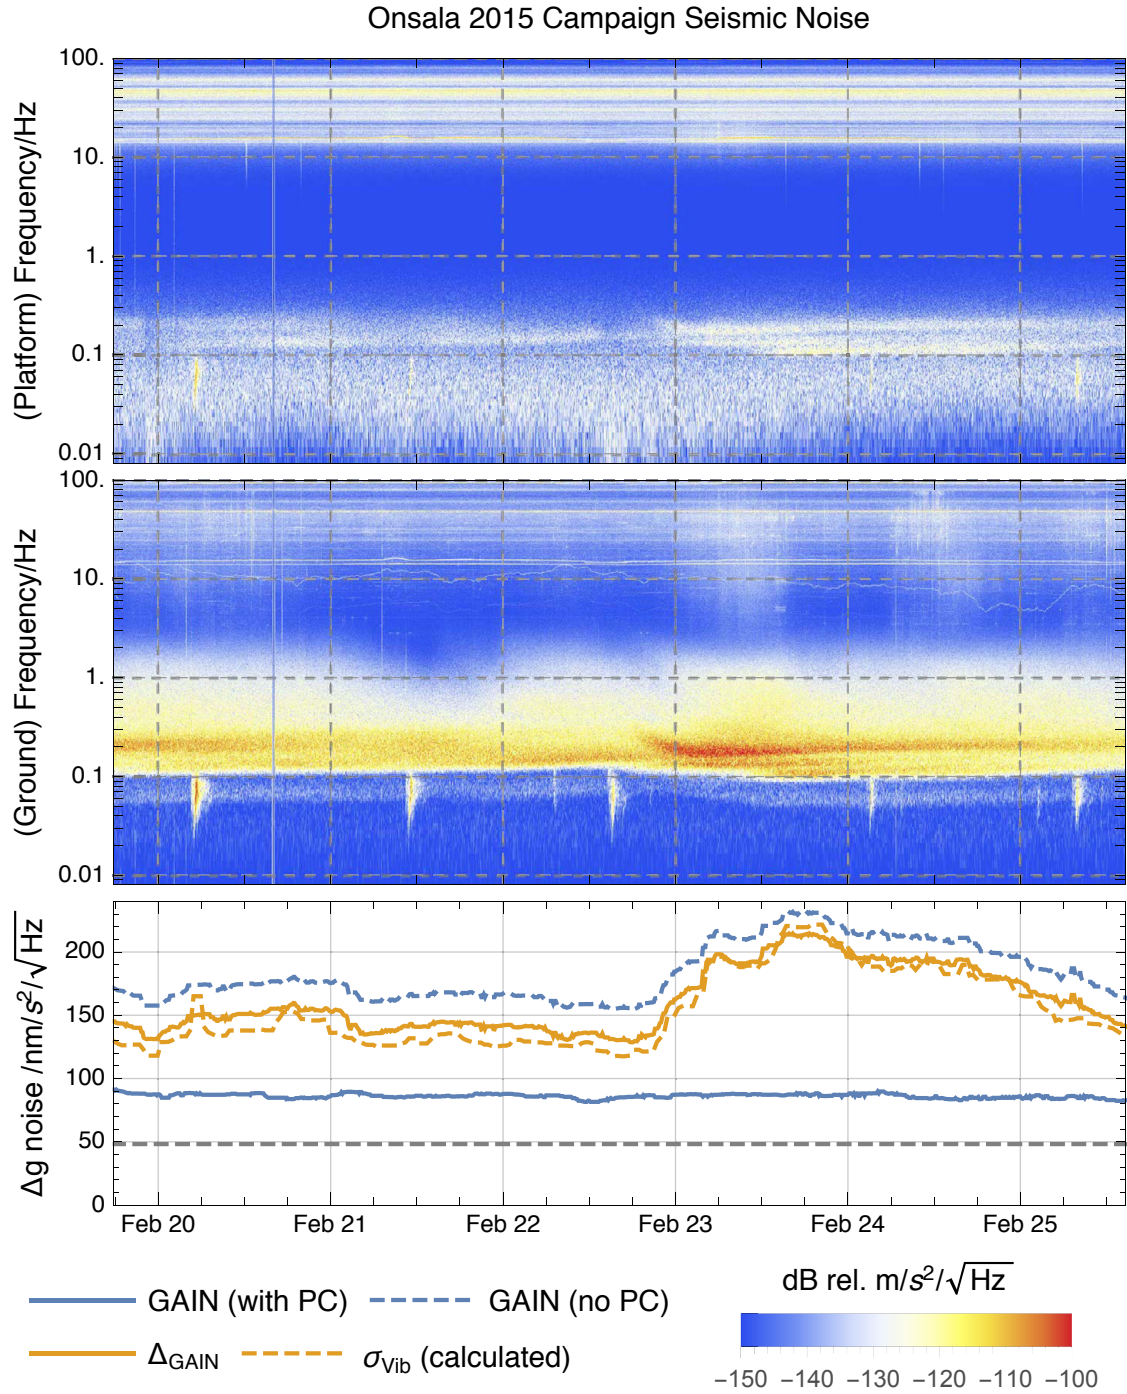 Onsala 2015 Campaign Seismic Noise
(Platform) Frequency/Hz
100.
10.
1.
0.1
0.01
(Ground) Frequency/Hz
100.
10.
1.
0.1
0.01
Δg noise /nm/s²/√Hz
200
150
100
50
0
Feb 20 Feb 21 Feb 22 Feb 23 Feb 24 Feb 25
GAIN (with PC) GAIN (no PC)
Δ_GAIN σ_Vib (calculated)
dB rel. m/s²/√Hz
−150 −140 −130 −120 −110 −100